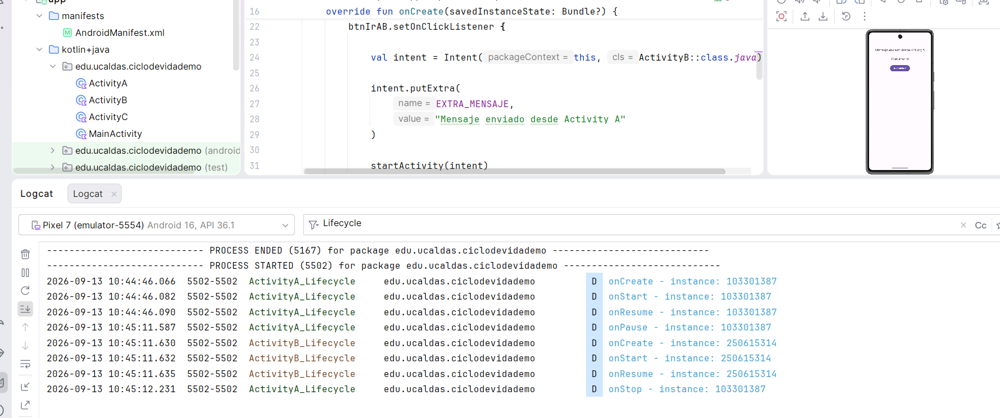 app
manifests
AndroidManifest.xml
kotlin+java
edu.ucaldas.ciclodevidademo
ActivityA
ActivityB
ActivityC
MainActivity
edu.ucaldas.ciclodevidademo (android
edu.ucaldas.ciclodevidademo (test)
16 override fun onCreate(savedInstanceState: Bundle?) {
22 btnIrAB.setOnClickListener {
23
24 val intent = Intent( packageContext = this, cls = ActivityB::class.java)
25
26 intent.putExtra(
27 name = EXTRA_MENSAJE,
28 value = "Mensaje enviado desde Activity A"
29 )
30
31 startActivity(intent)
Mensaje enviado desde Activity A
Logcat Logcat
Pixel 7 (emulator-5554) Android 16, API 36.1 Lifecycle Cc
---------------------------- PROCESS ENDED (5167) for package edu.ucaldas.ciclodevidademo ----------------------------
---------------------------- PROCESS STARTED (5502) for package edu.ucaldas.ciclodevidademo ----------------------------
2026-09-13 10:44:46.066 5502-5502 ActivityA_Lifecycle edu.ucaldas.ciclodevidademo D onCreate - instance: 103301387
2026-09-13 10:44:46.082 5502-5502 ActivityA_Lifecycle edu.ucaldas.ciclodevidademo D onStart - instance: 103301387
2026-09-13 10:44:46.090 5502-5502 ActivityA_Lifecycle edu.ucaldas.ciclodevidademo D onResume - instance: 103301387
2026-09-13 10:45:11.587 5502-5502 ActivityA_Lifecycle edu.ucaldas.ciclodevidademo D onPause - instance: 103301387
2026-09-13 10:45:11.630 5502-5502 ActivityB_Lifecycle edu.ucaldas.ciclodevidademo D onCreate - instance: 250615314
2026-09-13 10:45:11.632 5502-5502 ActivityB_Lifecycle edu.ucaldas.ciclodevidademo D onStart - instance: 250615314
2026-09-13 10:45:11.635 5502-5502 ActivityB_Lifecycle edu.ucaldas.ciclodevidademo D onResume - instance: 250615314
2026-09-13 10:45:12.231 5502-5502 ActivityA_Lifecycle edu.ucaldas.ciclodevidademo D onStop - instance: 103301387